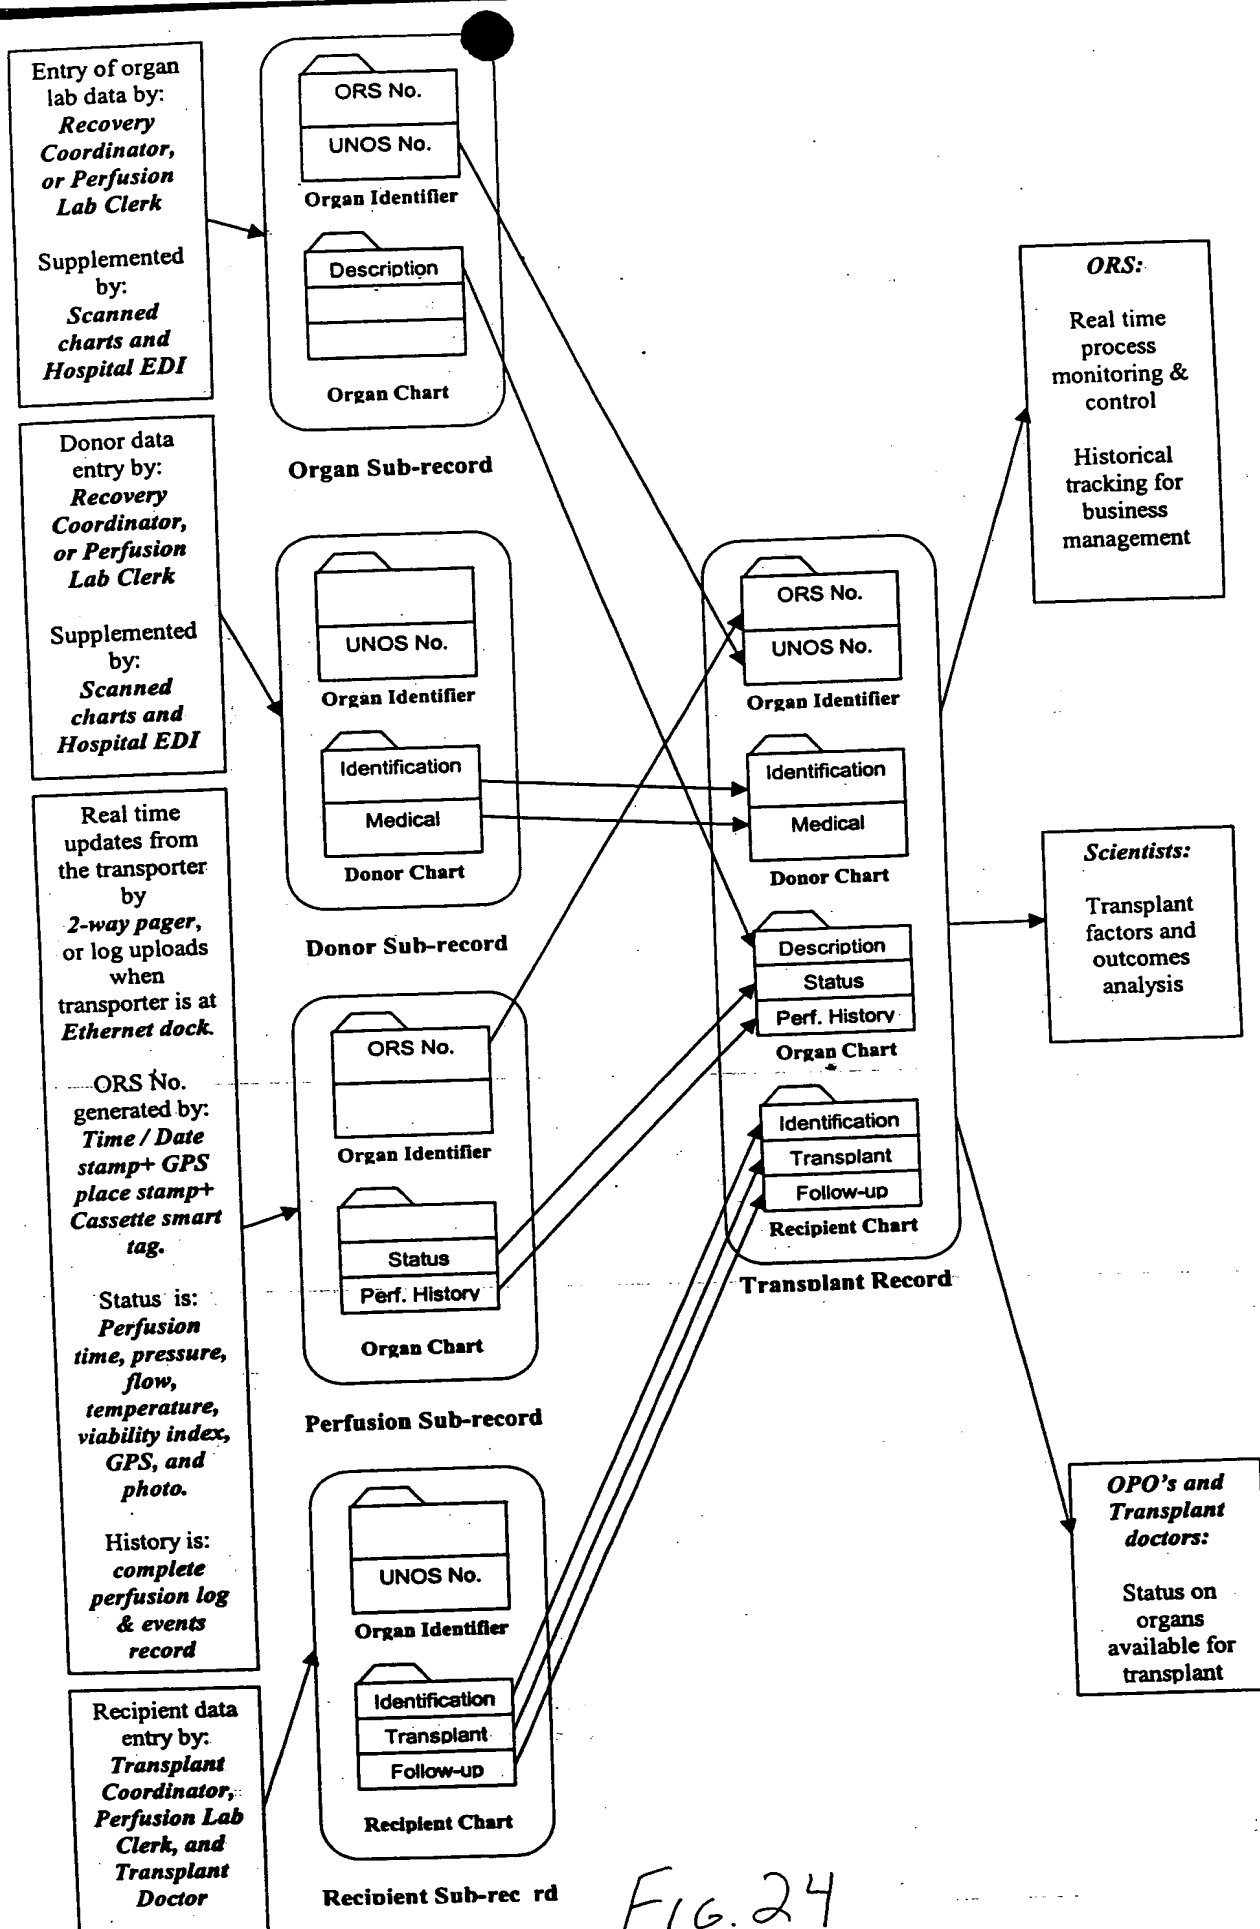 Entry of organ
lab data by:
Recovery
Coordinator,
or Perfusion
Lab Clerk
Supplemented
by:
Scanned
charts and
Hospital EDI
ORS No.
UNOS No.
Organ Identifier
Description
Organ Chart
Organ Sub-record
Donor data
entry by:
Recovery
Coordinator,
or Perfusion
Lab Clerk
Supplemented
by:
Scanned
charts and
Hospital EDI
UNOS No.
Organ Identifier
Identification
Medical
Donor Chart
Donor Sub-record
Real time
updates from
the transporter
by
2-way pager,
or log uploads
when
transporter is at
Ethernet dock.
ORS No.
generated by:
Time / Date
stamp+ GPS
place stamp+
Cassette smart
tag.
Status is:
Perfusion
time, pressure,
flow,
temperature,
viability index,
GPS, and
photo.
History is:
complete
perfusion log
& events
record
ORS No.
Organ Identifier
Status
Perf. History
Organ Chart
Perfusion Sub-record
Recipient data
entry by:
Transplant
Coordinator,
Perfusion Lab
Clerk, and
Transplant
Doctor
UNOS No.
Organ Identifier
Identification
Transplant
Follow-up
Recipient Chart
Recipient Sub-rec rd
ORS No.
UNOS No.
Organ Identifier
Identification
Medical
Donor Chart
Description
Status
Perf. History
Organ Chart
Identification
Transplant
Follow-up
Recipient Chart
Transplant Record
ORS:
Real time
process
monitoring &
control
Historical
tracking for
business
management
Scientists:
Transplant
factors and
outcomes
analysis
OPO's and
Transplant
doctors:
Status on
organs
available for
transplant
FIG. 24